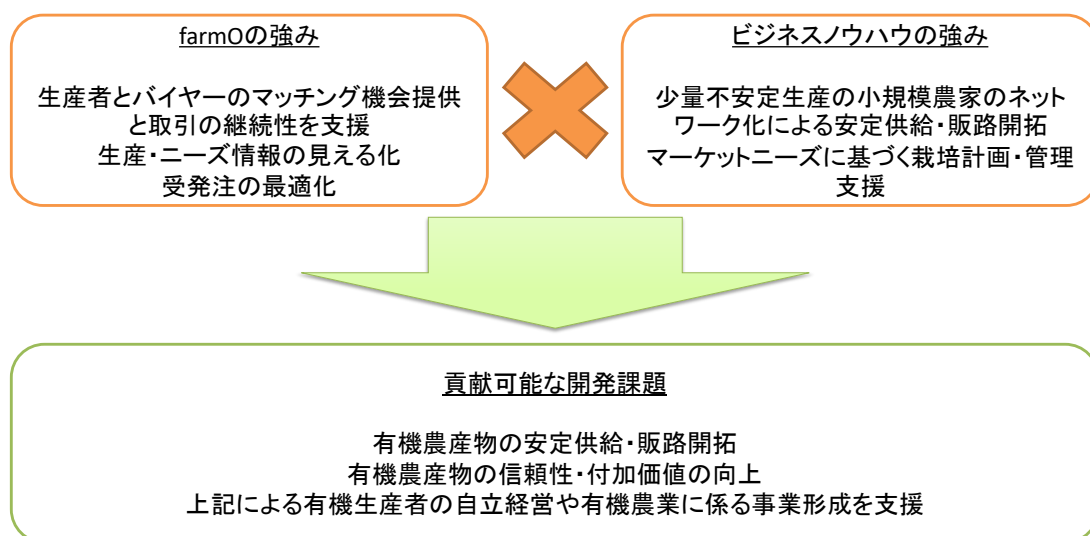 farmOの強み
生産者とバイヤーのマッチング機会提供
と取引の継続性を支援
生産・ニーズ情報の見える化
受発注の最適化
ビジネスノウハウの強み
少量不安定生産の小規模農家のネット
ワーク化による安定供給・販路開拓
マーケットニーズに基づく栽培計画・管理
支援
貢献可能な開発課題
有機農産物の安定供給・販路開拓
有機農産物の信頼性・付加価値の向上
上記による有機生産者の自立経営や有機農業に係る事業形成を支援